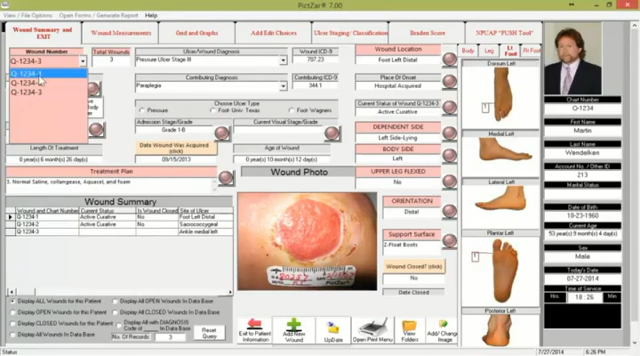 PictZar® 7.00
View / File Options / Open Forms / Generate Report
Exit
Wound Summary and EXIT
Wound Measurements
Grid and Graphs
Add Edit Choices
Ulcer Staging/ Classification
Braden Score
NPUAP "PUSH Tool"
Wound Number
Q-1234-3
Q-1234-1
Q-1234-3
Total Wounds
3
Ulcer/Wound Diagnosis
Pressure Ulcer Stage III
Wound ICD-9
707.23
Contributing Diagnosis
Paraplegia
Contributing ICD-9
344.1
Choose Ulcer Type
Pressure
Foot- Univ. Texas
Foot- Wagners
Admission Stage/Grade
Grade 1-B
Current Visual Stage/Grade
Length Of Treatment
0 year(s) 6 month(s) 26 day(s)
Date Wound Was Acquired
(click)
09/15/2013
Age of Wound
0 year(s) 10 month(s) 12 day(s)
Treatment Plan
3. Normal Saline, collangease, Aquacel, and foam
Wound Photo
Wound Location
Foot Left Distal
Place Of Onset
Hospital Acquired
Current Status of Wound Q-1234-3
Active Curative
DEPENDENT SIDE
Left Side-Lying
BODY SIDE
Left
UPPER LEG FLEXED
No
ORIENTATION
Distal
Support Surface
2-Float Boots
Wound Closed? (click)
No
Date Closed
Wound Summary
Wound and Chart Number
Current Status
Is Wound Closed
Site of Ulcer
Q-1234-1
Active Curative
No
Foot Left Distal
Q-1234-2
Active Curative
No
Sacrococcygeal
Q-1234-3
Ankle medial left
PictZar®
Display ALL Wounds for this Patient
Display OPEN Wounds for this Patient
Display CLOSED Wounds for this Patient
Display ALL Wounds in Data Base
Display All OPEN Wounds in Data Base
Display All CLOSED Wounds in Data Base
Display All with DIAGNOSIS
Code of
In Data Base
No. Of Records
3
Reset Query
Exit to Patient Information
Add New Wound
UpDate
Open Print Menu
View Folders
Add/ Change Image
Body
Leg
Lt Foot
Rt Foot
Dorsum Left
1
Medial Left
Lateral Left
Plantar Left
1
Posterior Left
Chart Number
Q-1234
First Name
Martin
Last Name
Wendelken
Account No. / Other ID
213
Marital Status
Date of Birth
10-23-1960
Current Age
53 year(s) 9 month(s) 4 day(s)
Sex
Male
Today's Date
07-27-2014
Time of Service
Hrs.
18 : 26
Min.
Status
7/27/2014
6:26 PM